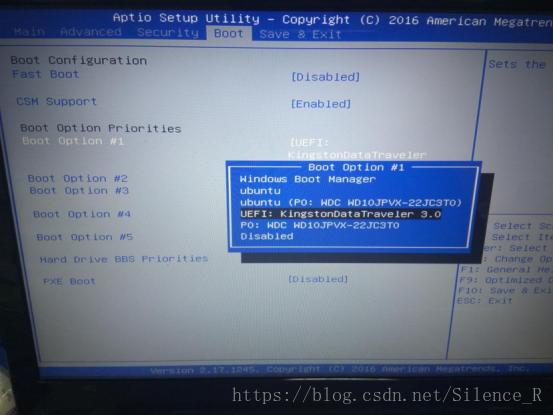 Aptio Setup Utility - Copyright (C) 2016 American Megatren
Main Advanced Security Boot Save & Exit
Boot Configuration
Fast Boot [Disabled]
Sets the
CSM Support [Enabled]
Boot Option Priorities
Boot Option #1 [UEFI:
KingstonDataTraveler
Boot Option #1
Windows Boot Manager
Boot Option #2
ubuntu
Boot Option #3
ubuntu (P0: WDC WD10JPVX-22JC3T0)
UEFI: KingstonDataTraveler 3.0
Boot Option #4
P0: WDC WD10JPVX-22JC3T0
Disabled
Boot Option #5
Select Sc
Select Ite
er: Select
Change Op
Hard Drive BBS Priorities
F1: General He
PXE Boot [Disabled]
F9: Optimized D
F10: Save & Ex
ESC: Exit
Version 2.17.1245. Copyright (C) 2016 American Megatrends, Inc.
https://blog.csdn.net/Silence_R